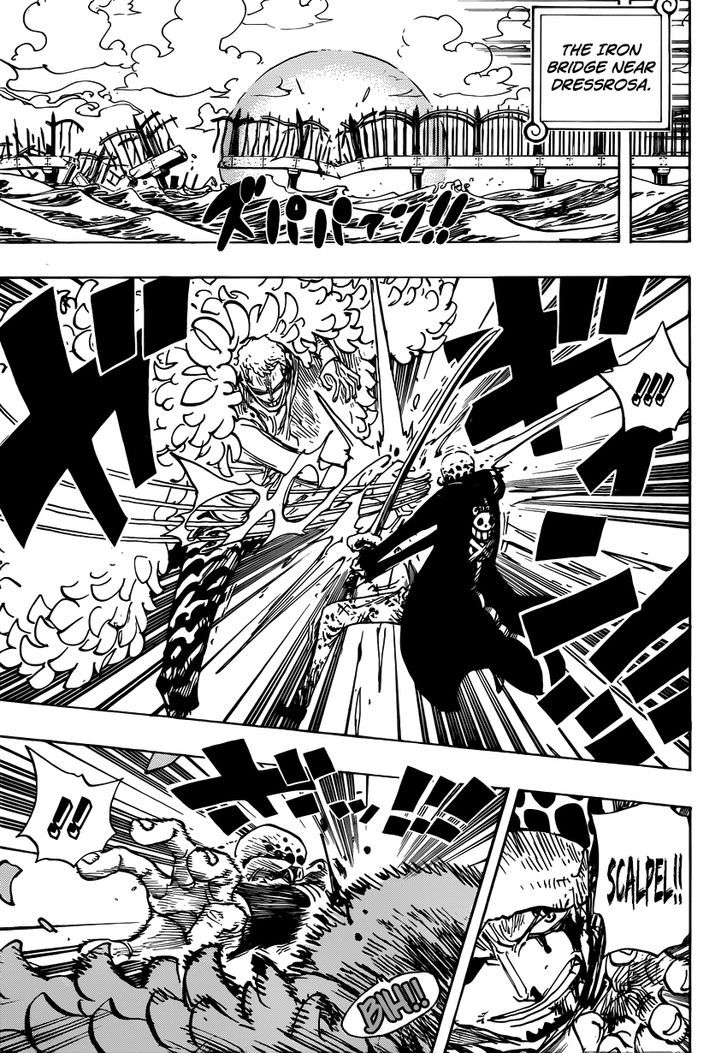 THE IRON
BRIDGE NEAR
DRESSROSA.
ズパパァン!!
!!!
SCALPEL!!
!!
BIH!!